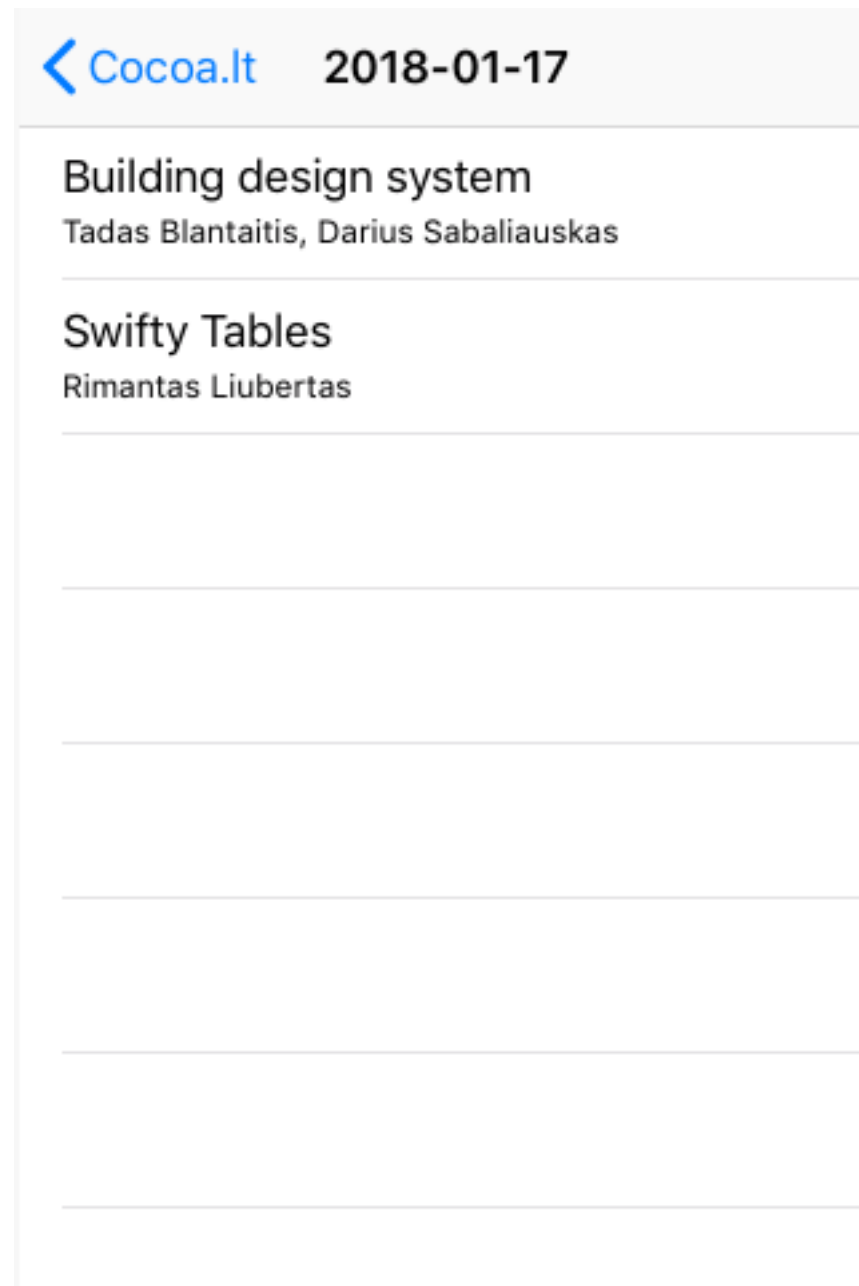 Cocoa.lt 2018-01-17
Building design system
Tadas Blantaitis, Darius Sabaliauskas
Swifty Tables
Rimantas Liubertas